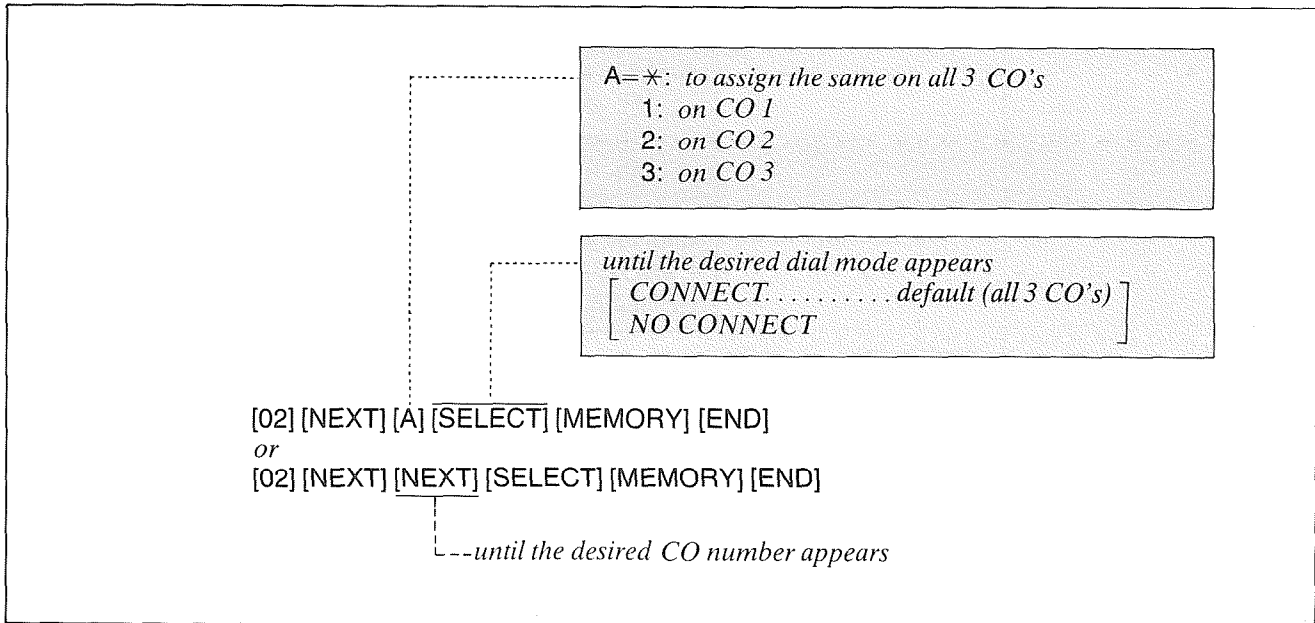 A=✳: to assign the same on all 3 CO's
1: on CO 1
2: on CO 2
3: on CO 3
until the desired dial mode appears
CONNECT.......... default (all 3 CO's)
NO CONNECT
[02] [NEXT] [A] [SELECT] [MEMORY] [END]
or
[02] [NEXT] [NEXT] [SELECT] [MEMORY] [END]
until the desired CO number appears